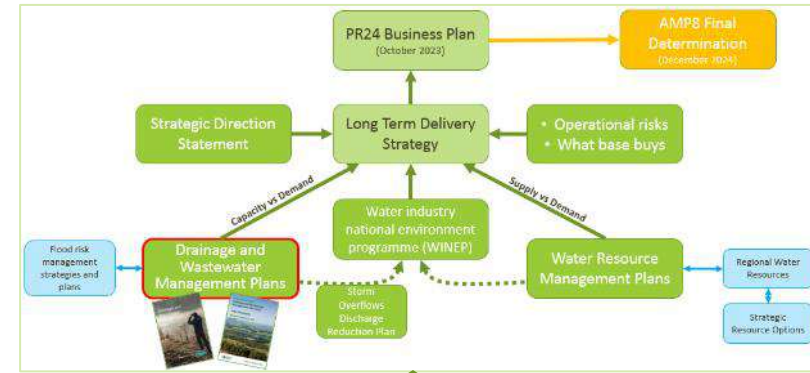 PR24 Business Plan
(October 2023)
AMP8 Final
Determination
(December 2024)
Strategic Direction
Statement
Long Term Delivery
Strategy
• Operational risks
• What base buys
Capacity vs Demand
Supply vs Demand
Water industry
national environment
programme (WINEP)
Flood risk
management
strategies and
plans
Drainage and
Wastewater
Management Plans
Water Resource
Management Plans
Regional Water
Resources
Storm
Overflows
Discharge
Reduction Plan
Strategic
Resource Options